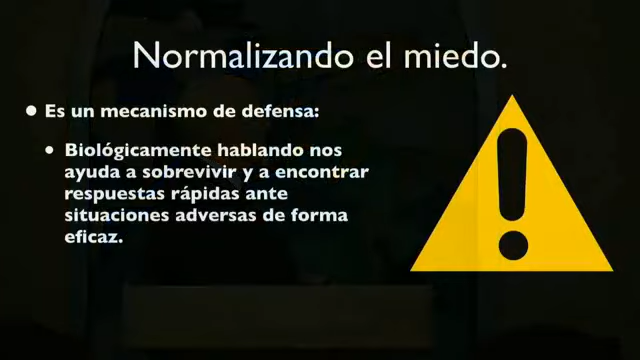 Normalizando el miedo.
Es un mecanismo de defensa:
Biológicamente hablando nos
ayuda a sobrevivir y a encontrar
respuestas rápidas ante
situaciones adversas de forma
eficaz.